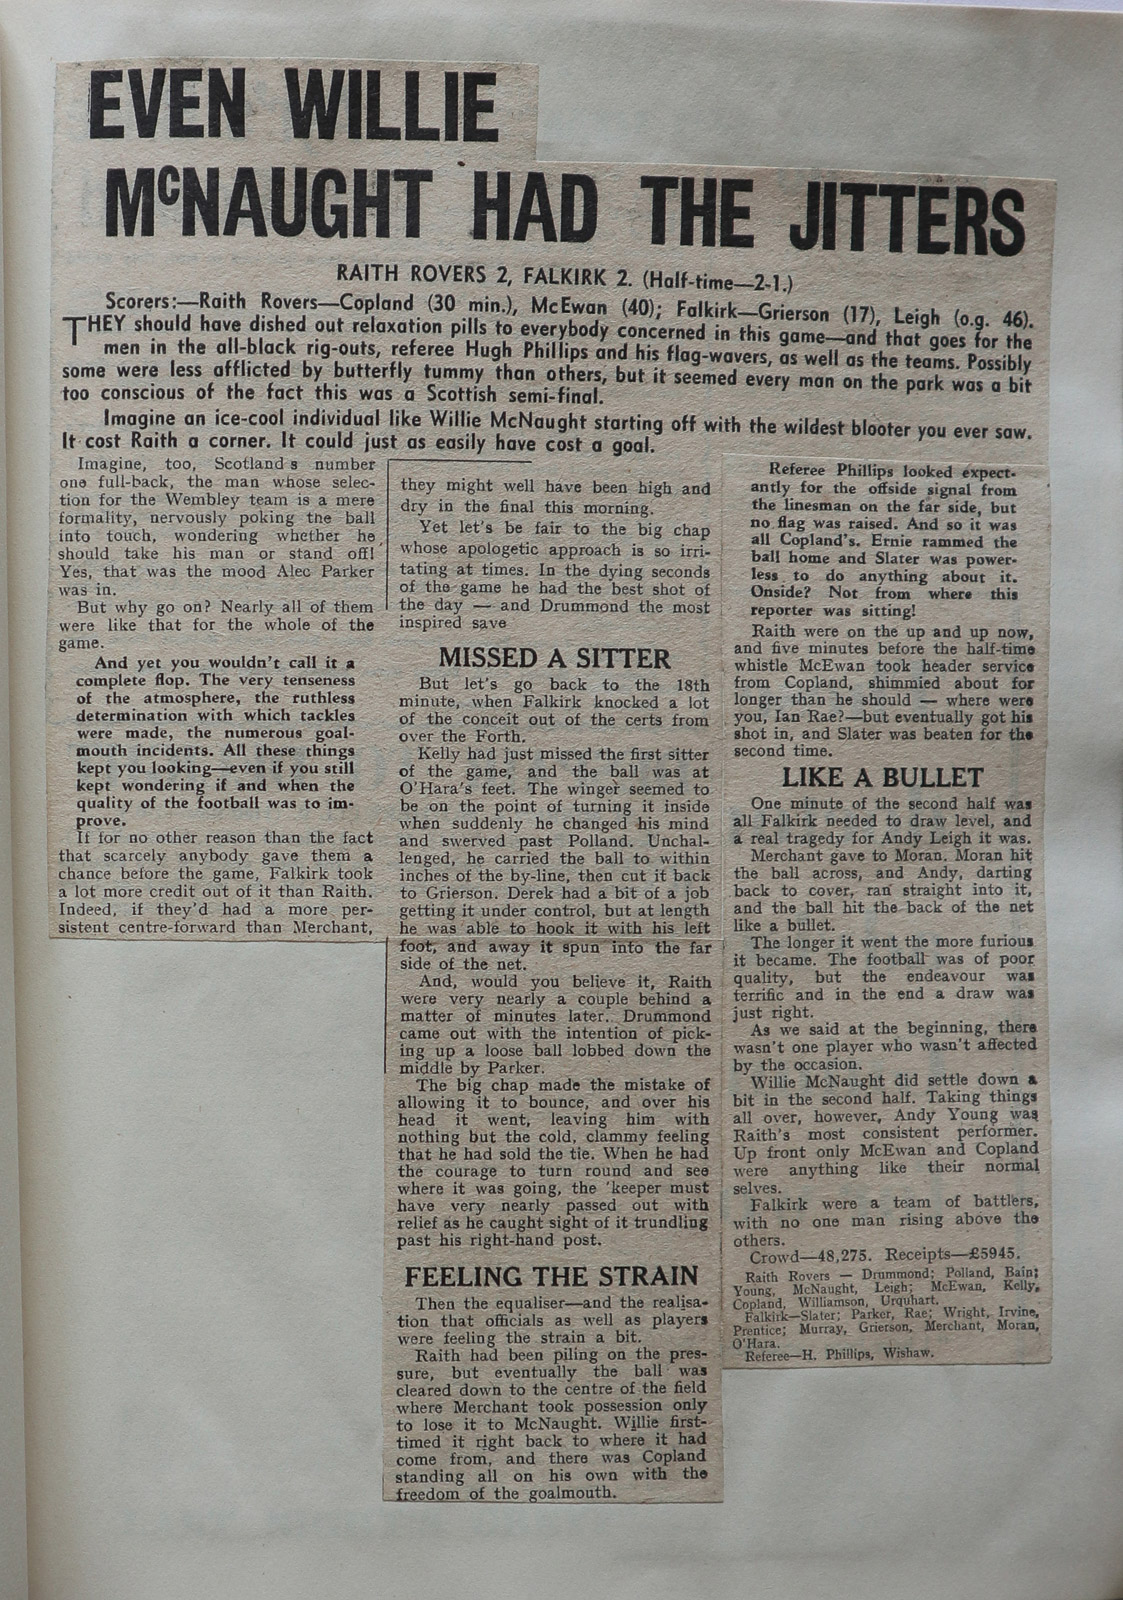 EVEN WILLIE
McNAUGHT HAD THE JITTERS
RAITH ROVERS 2, FALKIRK 2. (Half-time—2-1.)
Scorers:—Raith Rovers—Copland (30 min.), McEwan (40); Falkirk—Grierson (17), Leigh (o.g. 46).
THEY should have dished out relaxation pills to everybody concerned in this game—and that goes for the
men in the all-black rig-outs, referee Hugh Phillips and his flag-wavers, as well as the teams. Possibly
some were less afflicted by butterfly tummy than others, but it seemed every man on the park was a bit
too conscious of the fact this was a Scottish semi-final.
Imagine an ice-cool individual like Willie McNaught starting off with the wildest blooter you ever saw.
It cost Raith a corner. It could just as easily have cost a goal.
Imagine, too, Scotland's number
one full-back, the man whose selec-
tion for the Wembley team is a mere
formality, nervously poking the ball
into touch, wondering whether he
should take his man or stand off!
Yes, that was the mood Alec Parker
was in.
But why go on? Nearly all of them
were like that for the whole of the
game.
And yet you wouldn't call it a
complete flop. The very tenseness
of the atmosphere, the ruthless
determination with which tackles
were made, the numerous goal-
mouth incidents. All these things
kept you looking—even if you still
kept wondering if and when the
quality of the football was to im-
prove.
If for no other reason than the fact
that scarcely anybody gave them a
chance before the game, Falkirk took
a lot more credit out of it than Raith.
Indeed, if they'd had a more per-
sistent centre-forward than Merchant,
they might well have been high and
dry in the final this morning.
Yet let's be fair to the big chap
whose apologetic approach is so irri-
tating at times. In the dying seconds
of the game he had the best shot of
the day — and Drummond the most
inspired save
MISSED A SITTER
But let's go back to the 18th
minute, when Falkirk knocked a lot
of the conceit out of the certs from
over the Forth.
Kelly had just missed the first sitter
of the game, and the ball was at
O'Hara's feet. The winger seemed to
be on the point of turning it inside
when suddenly he changed his mind
and swerved past Polland. Unchal-
lenged, he carried the ball to within
inches of the by-line, then cut it back
to Grierson. Derek had a bit of a job
getting it under control, but at length
he was able to hook it with his left
foot, and away it spun into the far
side of the net.
And, would you believe it, Raith
were very nearly a couple behind a
matter of minutes later. Drummond
came out with the intention of pick-
ing up a loose ball lobbed down the
middle by Parker.
The big chap made the mistake of
allowing it to bounce, and over his
head it went, leaving him with
nothing but the cold, clammy feeling
that he had sold the tie. When he had
the courage to turn round and see
where it was going, the 'keeper must
have very nearly passed out with
relief as he caught sight of it trundling
past his right-hand post.
FEELING THE STRAIN
Then the equaliser—and the realisa-
tion that officials as well as players
were feeling the strain a bit.
Raith had been piling on the pres-
sure, but eventually the ball was
cleared down to the centre of the field
where Merchant took possession only
to lose it to McNaught. Willie first-
timed it right back to where it had
come from, and there was Copland
standing all on his own with the
freedom of the goalmouth.
Referee Phillips looked expect-
antly for the offside signal from
the linesman on the far side, but
no flag was raised. And so it was
all Copland's. Ernie rammed the
ball home and Slater was power-
less to do anything about it.
Onside? Not from where this
reporter was sitting!
Raith were on the up and up now,
and five minutes before the half-time
whistle McEwan took header service
from Copland, shimmied about for
longer than he should — where were
you, Ian Rae?—but eventually got his
shot in, and Slater was beaten for the
second time.
LIKE A BULLET
One minute of the second half was
all Falkirk needed to draw level, and
a real tragedy for Andy Leigh it was.
Merchant gave to Moran. Moran hit
the ball across, and Andy, darting
back to cover, ran straight into it,
and the ball hit the back of the net
like a bullet.
The longer it went the more furious
it became. The football was of poor
quality, but the endeavour was
terrific and in the end a draw was
just right.
As we said at the beginning, there
wasn't one player who wasn't affected
by the occasion.
Willie McNaught did settle down a
bit in the second half. Taking things
all over, however, Andy Young was
Raith's most consistent performer.
Up front only McEwan and Copland
were anything like their normal
selves.
Falkirk were a team of battlers,
with no one man rising above the
others.
Crowd—48,275. Receipts—£5945.
Raith Rovers — Drummond; Polland, Bain;
Young, McNaught, Leigh; McEwan, Kelly,
Copland, Williamson, Urquhart.
Falkirk—Slater; Parker, Rae; Wright, Irvine,
Prentice; Murray, Grierson, Merchant, Moran,
O'Hara.
Referee—H. Phillips, Wishaw.